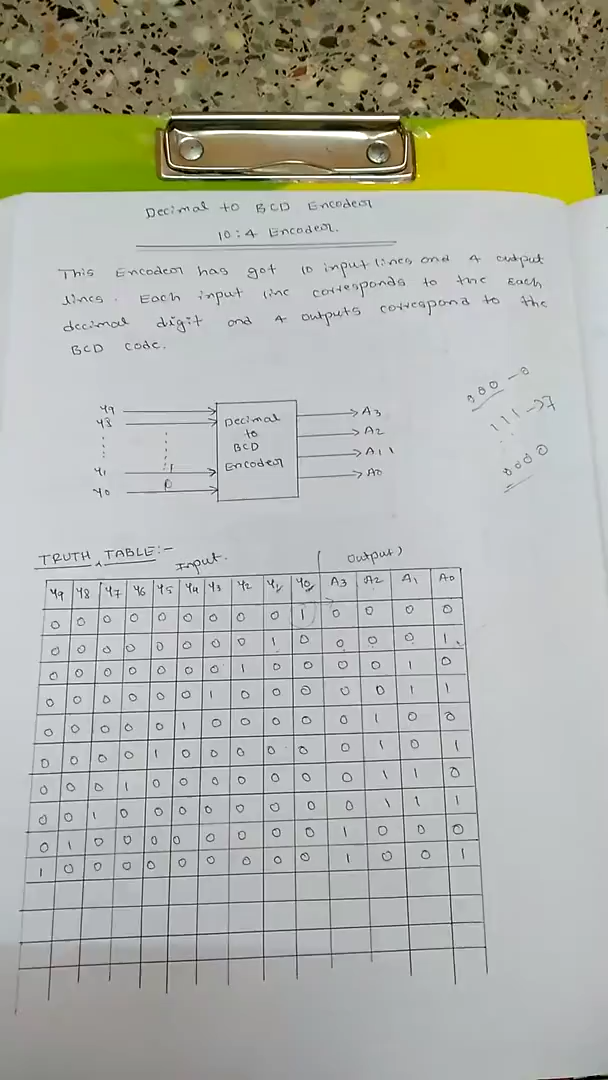 Decimal to BCD Encoder
10:4 Encoder.
This Encoder has got 10 input lines and 4 output
lines. Each input line corresponds to the Each
decimal digit and 4 outputs correspond to the
BCD code.
Y9
Y8
Y1
Y0
Decimal
to
BCD
Encoder
A3
A2
A1
A0
000-0
111->7
0000
TRUTH TABLE:-
Input. (Output)
Y9 Y8 Y7 Y6 Y5 Y4 Y3 Y2 Y1 Y0 A3 A2 A1 A0
0 0 0 0 0 0 0 0 0 1 0 0 0 0
0 0 0 0 0 0 0 0 1 0 0 0 0 1
0 0 0 0 0 0 0 1 0 0 0 0 1 0
0 0 0 0 0 0 1 0 0 0 0 0 1 1
0 0 0 0 0 1 0 0 0 0 0 1 0 0
0 0 0 0 1 0 0 0 0 0 0 1 0 1
0 0 0 1 0 0 0 0 0 0 0 1 1 0
0 0 1 0 0 0 0 0 0 0 0 1 1 1
0 1 0 0 0 0 0 0 0 0 1 0 0 0
1 0 0 0 0 0 0 0 0 0 1 0 0 1